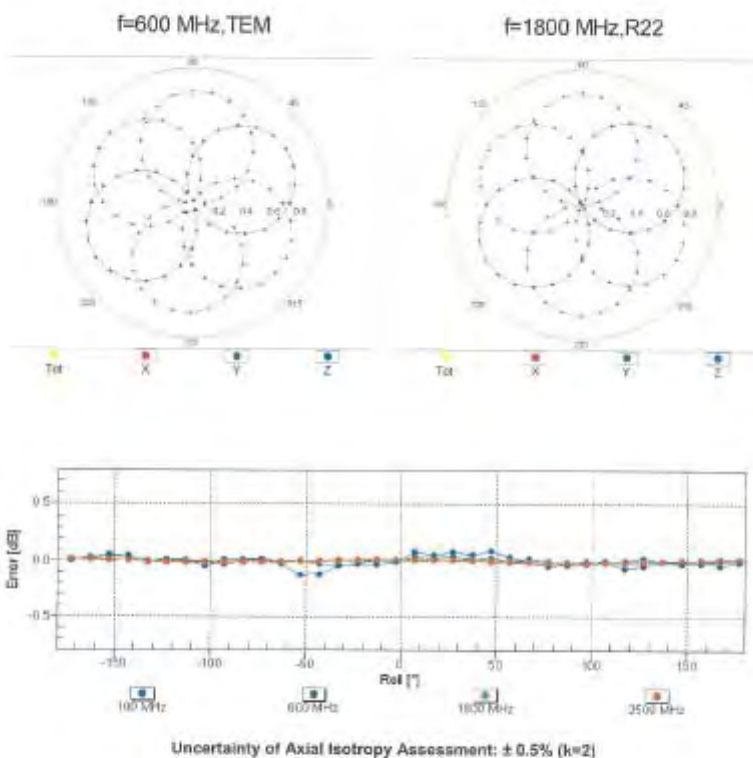 f=600 MHz,TEM
f=1800 MHz,R22
Tot X Y Z
Tot X Y Z
Error [dB]
0.5
0.0
-0.5
-150 -100 -50 0 50 100 150
Roll [°]
100 MHz 600 MHz 1800 MHz 2500 MHz
Uncertainty of Axial Isotropy Assessment: ± 0.5% (k=2)